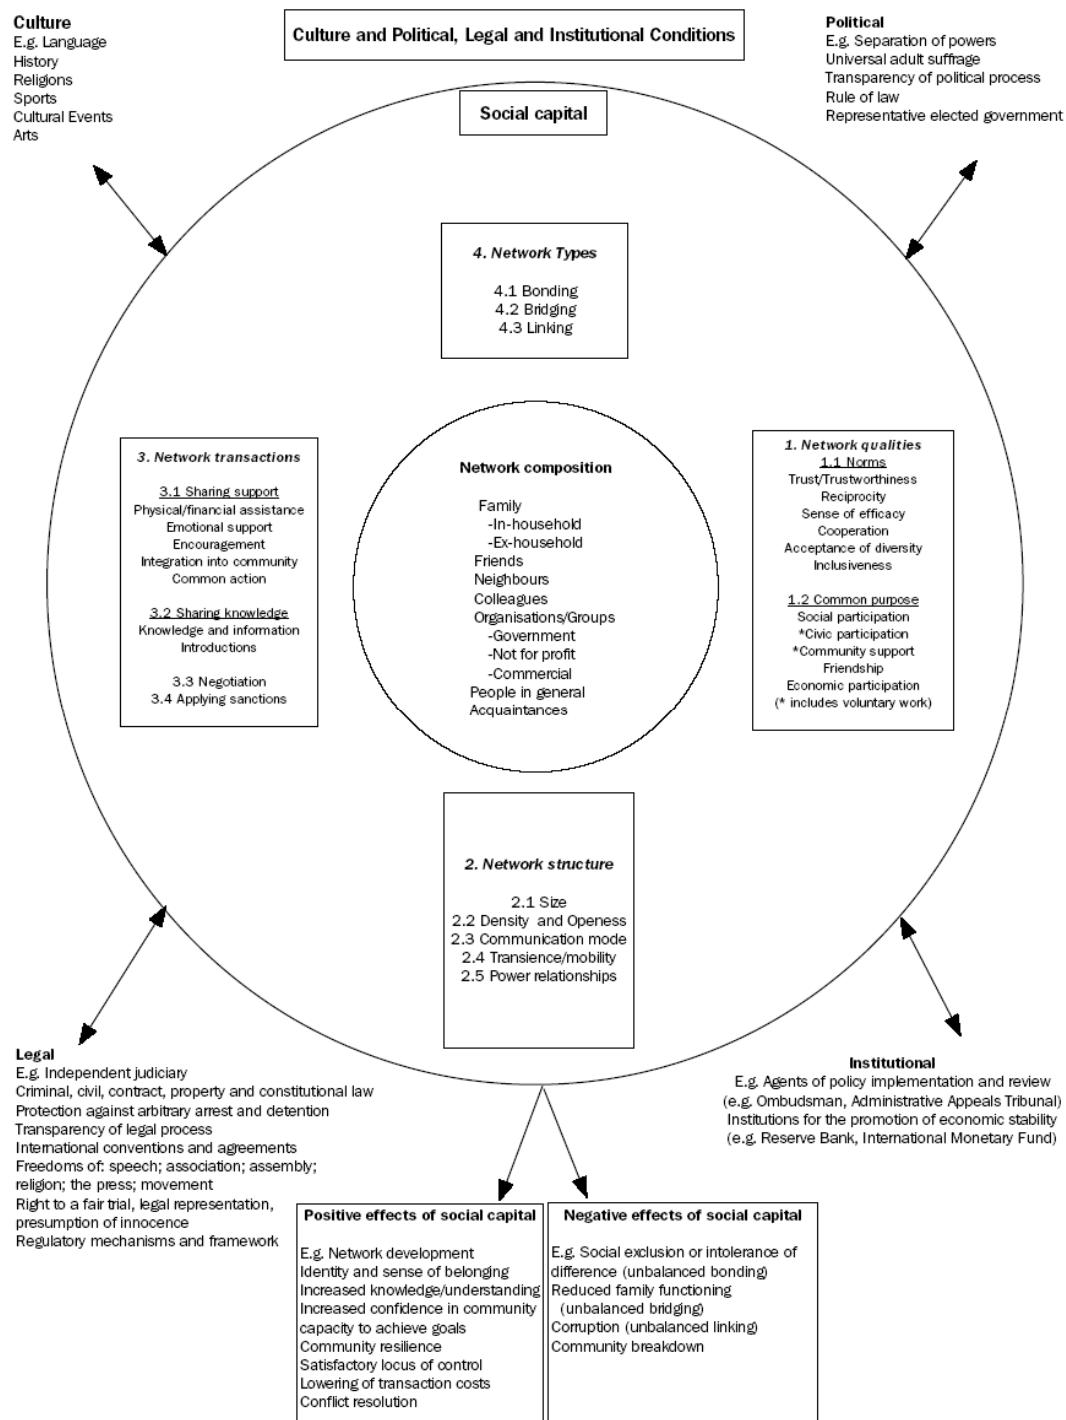 Culture and Political, Legal and Institutional Conditions
Culture
E.g. Language
History
Religions
Sports
Cultural Events
Arts
Political
E.g. Separation of powers
Universal adult suffrage
Transparency of political process
Rule of law
Representative elected government
Social capital
4. Network Types
4.1 Bonding
4.2 Bridging
4.3 Linking
3. Network transactions
3.1 Sharing support
Physical/financial assistance
Emotional support
Encouragement
Integration into community
Common action
3.2 Sharing knowledge
Knowledge and information
Introductions
3.3 Negotiation
3.4 Applying sanctions
Network composition
Family
-In-household
-Ex-household
Friends
Neighbours
Colleagues
Organisations/Groups
-Government
-Not for profit
-Commercial
People in general
Acquaintances
1. Network qualities
1.1 Norms
Trust/Trustworthiness
Reciprocity
Sense of efficacy
Cooperation
Acceptance of diversity
Inclusiveness
1.2 Common purpose
Social participation
*Civic participation
*Community support
Friendship
Economic participation
(* includes voluntary work)
2. Network structure
2.1 Size
2.2 Density and Openess
2.3 Communication mode
2.4 Transience/mobility
2.5 Power relationships
Legal
E.g. Independent judiciary
Criminal, civil, contract, property and constitutional law
Protection against arbitrary arrest and detention
Transparency of legal process
International conventions and agreements
Freedoms of: speech; association; assembly;
religion; the press; movement
Right to a fair trial, legal representation,
presumption of innocence
Regulatory mechanisms and framework
Institutional
E.g. Agents of policy implementation and review
(e.g. Ombudsman, Administrative Appeals Tribunal)
Institutions for the promotion of economic stability
(e.g. Reserve Bank, International Monetary Fund)
Positive effects of social capital
E.g. Network development
Identity and sense of belonging
Increased knowledge/understanding
Increased confidence in community
capacity to achieve goals
Community resilience
Satisfactory locus of control
Lowering of transaction costs
Conflict resolution
Negative effects of social capital
E.g. Social exclusion or intolerance of
difference (unbalanced bonding)
Reduced family functioning
(unbalanced bridging)
Corruption (unbalanced linking)
Community breakdown